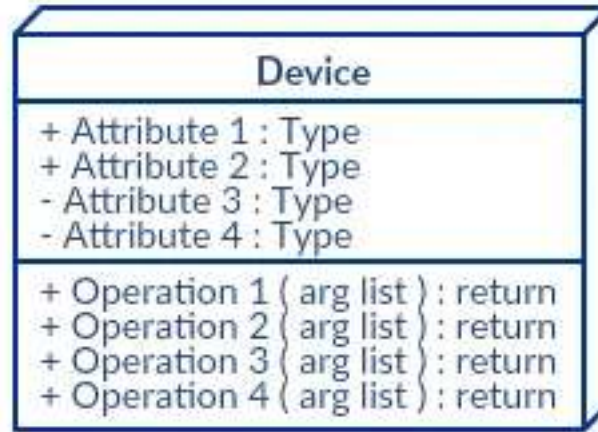 Device
+ Attribute 1 : Type
+ Attribute 2 : Type
- Attribute 3 : Type
- Attribute 4 : Type
+ Operation 1 ( arg list ) : return
+ Operation 2 ( arg list ) : return
+ Operation 3 ( arg list ) : return
+ Operation 4 ( arg list ) : return